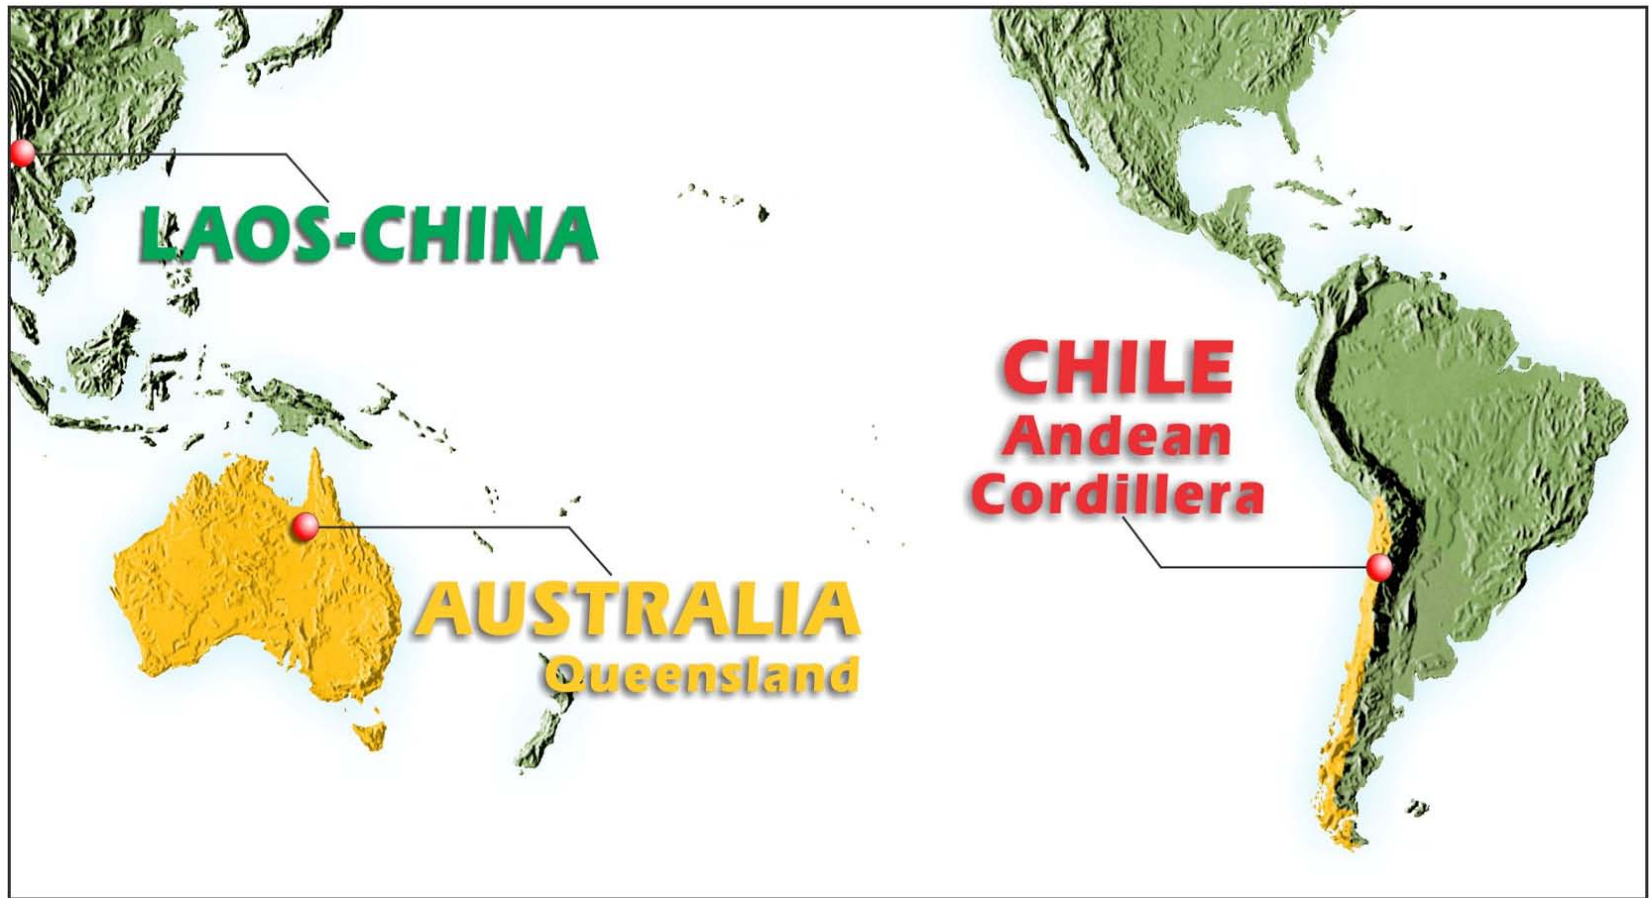 LAOS-CHINA
CHILE
Andean
Cordillera
AUSTRALIA
Queensland